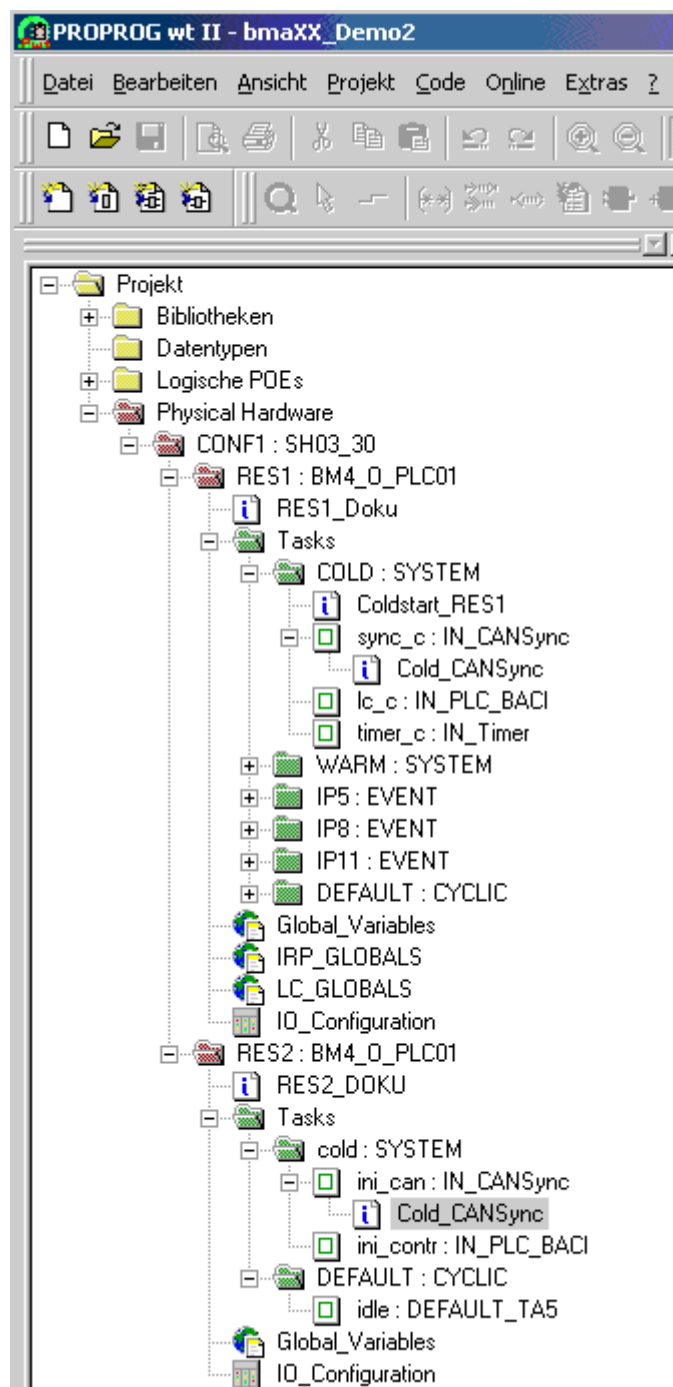 PROPROG wt II - bmaXX_Demo2
Datei Bearbeiten Ansicht Projekt Code Online Extras ?
Projekt
Bibliotheken
Datentypen
Logische POEs
Physical Hardware
CONF1 : SH03_30
RES1 : BM4_O_PLC01
RES1_Doku
Tasks
COLD : SYSTEM
Coldstart_RES1
sync_c : IN_CANSync
Cold_CANSync
lc_c : IN_PLC_BACI
timer_c : IN_Timer
WARM : SYSTEM
IP5 : EVENT
IP8 : EVENT
IP11 : EVENT
DEFAULT : CYCLIC
Global_Variables
IRP_GLOBALS
LC_GLOBALS
IO_Configuration
RES2 : BM4_O_PLC01
RES2_DOKU
Tasks
cold : SYSTEM
ini_can : IN_CANSync
Cold_CANSync
ini_contr : IN_PLC_BACI
DEFAULT : CYCLIC
idle : DEFAULT_TA5
Global_Variables
IO_Configuration